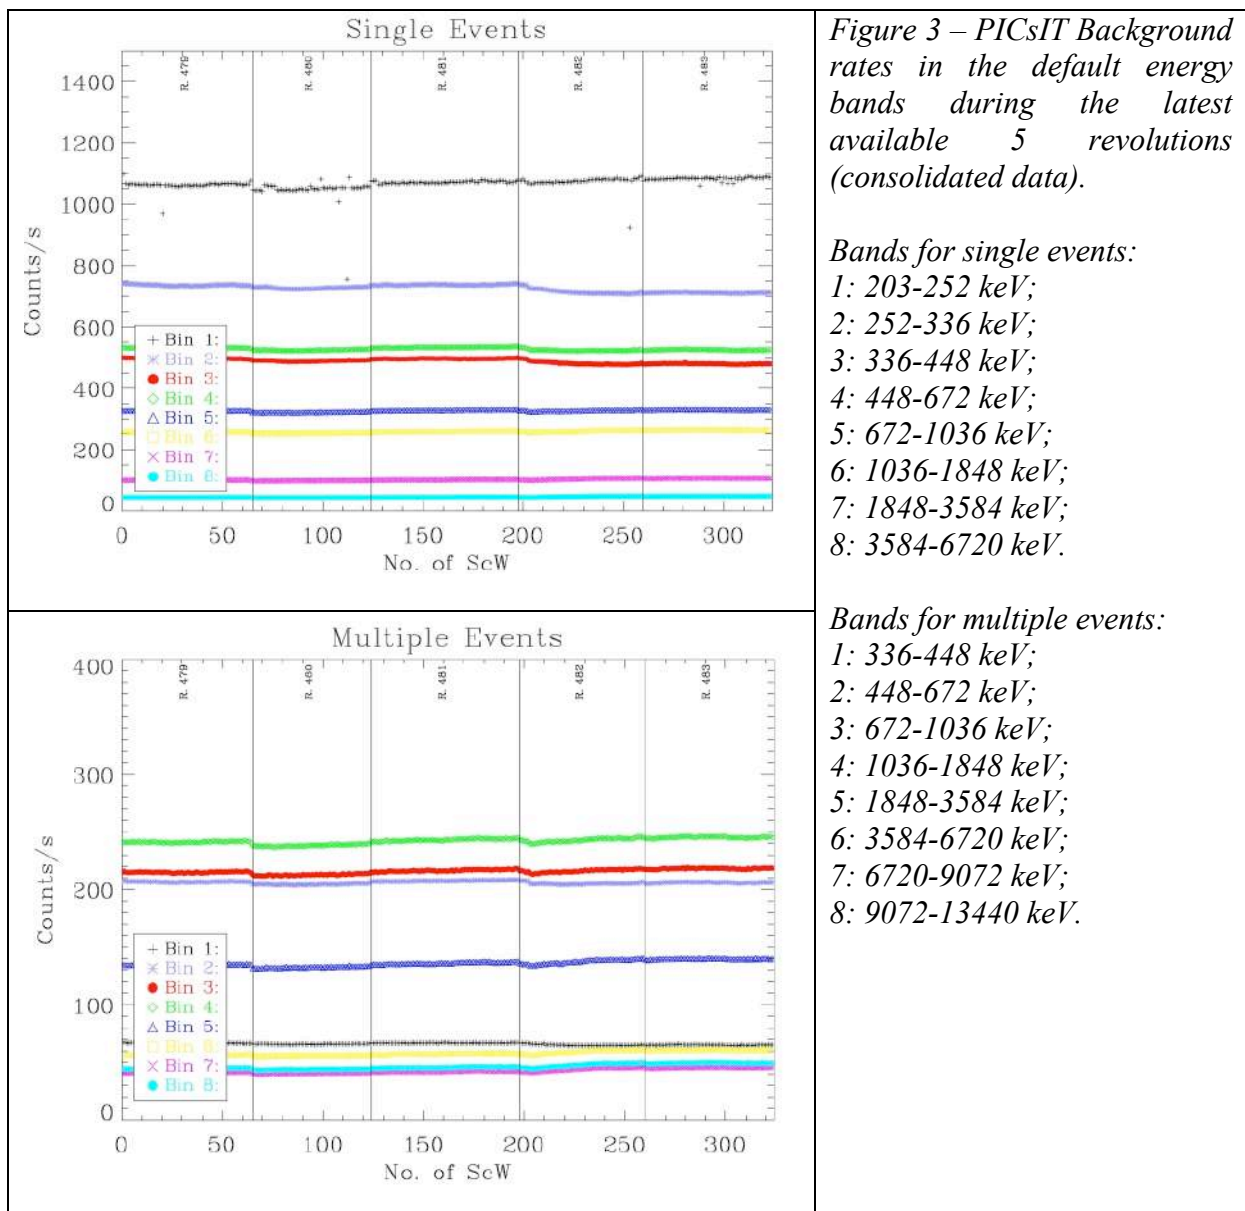 Single Events
R. 479
R. 480
R. 481
R. 482
R. 483
1400
1200
1000
800
600
400
200
0
Counts/s
+ Bin 1:
Bin 2:
● Bin 3:
◇ Bin 4:
△ Bin 5:
□ Bin 6:
× Bin 7:
● Bin 8:
0 50 100 150 200 250 300
No. of ScW
Figure 3 – PICsIT Background
rates in the default energy
bands during the latest
available 5 revolutions
(consolidated data).
Bands for single events:
1: 203-252 keV;
2: 252-336 keV;
3: 336-448 keV;
4: 448-672 keV;
5: 672-1036 keV;
6: 1036-1848 keV;
7: 1848-3584 keV;
8: 3584-6720 keV.
Multiple Events
R. 479
R. 480
R. 481
R. 482
R. 483
400
300
200
100
0
Counts/s
+ Bin 1:
Bin 2:
● Bin 3:
◇ Bin 4:
△ Bin 5:
□ Bin 6:
× Bin 7:
● Bin 8:
0 50 100 150 200 250 300
No. of ScW
Bands for multiple events:
1: 336-448 keV;
2: 448-672 keV;
3: 672-1036 keV;
4: 1036-1848 keV;
5: 1848-3584 keV;
6: 3584-6720 keV;
7: 6720-9072 keV;
8: 9072-13440 keV.